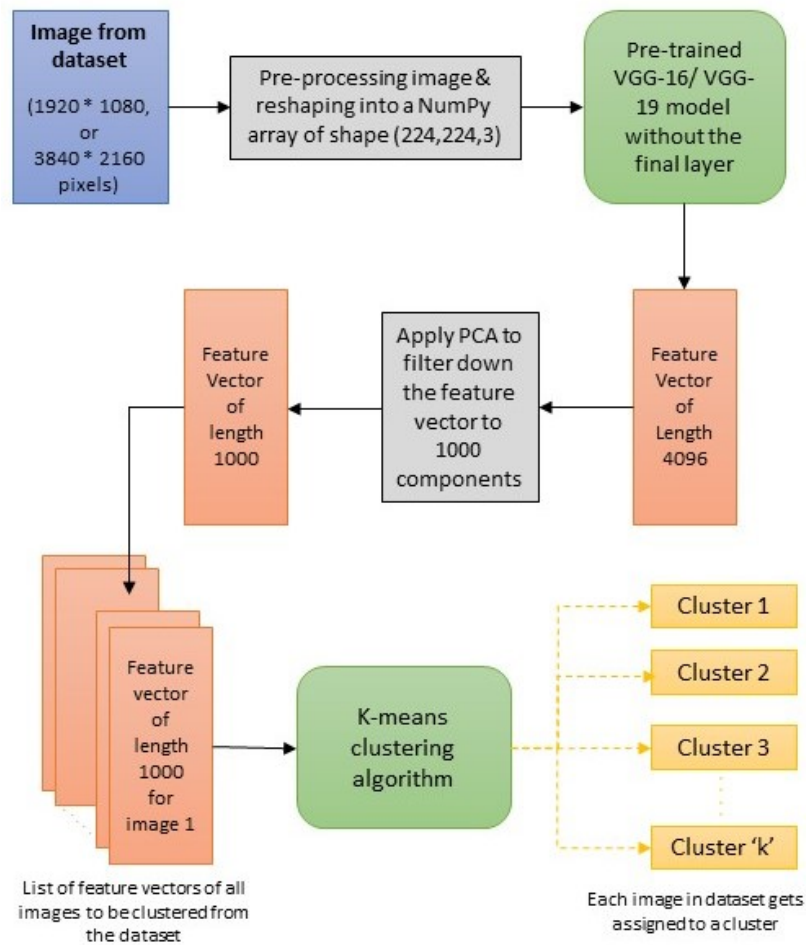 Image from
dataset
(1920 * 1080,
or
3840 * 2160
pixels)
Pre-processing image &
reshaping into a NumPy
array of shape (224,224,3)
Pre-trained
VGG-16/ VGG-
19 model
without the
final layer
Feature
Vector
of
length
1000
Apply PCA to
filter down
the feature
vector to
1000
components
Feature
Vector
of
Length
4096
Feature
vector
of
length
1000
for
image 1
K-means
clustering
algorithm
Cluster 1
Cluster 2
Cluster 3
Cluster ‘k’
List of feature vectors of all
images to be clustered from
the dataset
Each image in dataset gets
assigned to a cluster